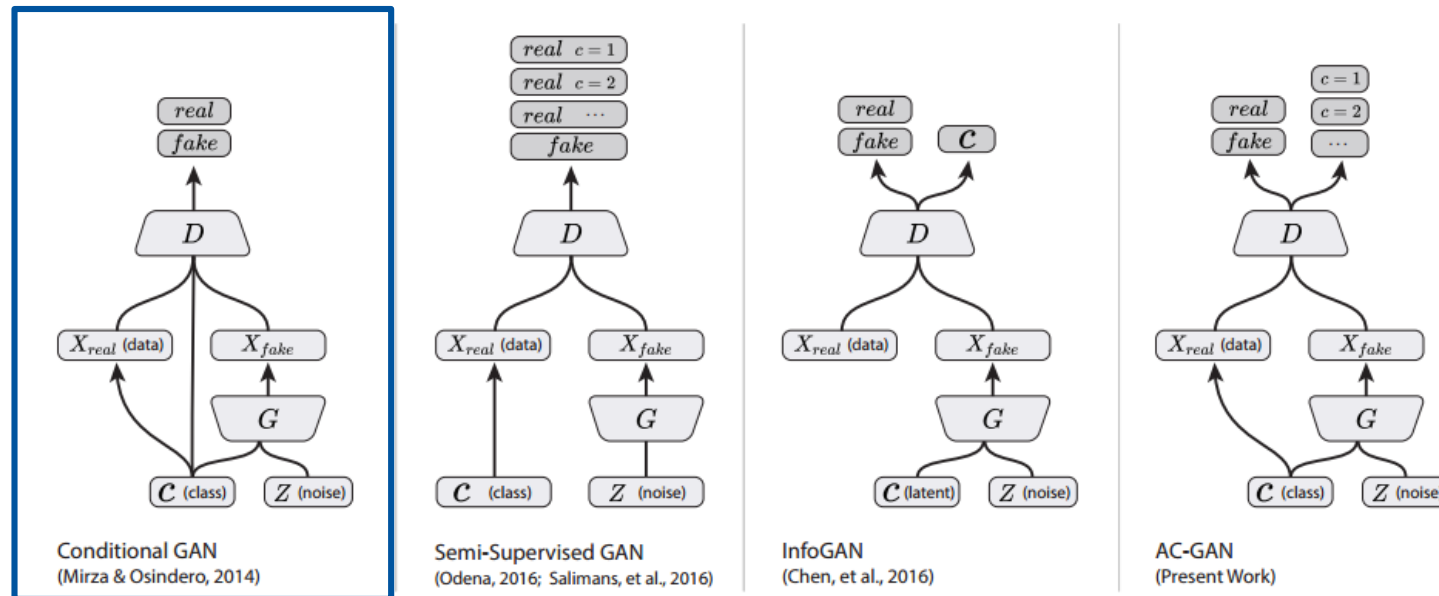 real
fake
D
X_real (data)
X_fake
G
C (class)
Z (noise)
Conditional GAN
(Mirza & Osindero, 2014)
real c = 1
real c = 2
real ···
fake
D
X_real (data)
X_fake
G
C (class)
Z (noise)
Semi-Supervised GAN
(Odena, 2016; Salimans, et al., 2016)
real
fake
C
D
X_real (data)
X_fake
G
C (latent)
Z (noise)
InfoGAN
(Chen, et al., 2016)
real
fake
c = 1
c = 2
···
D
X_real (data)
X_fake
G
C (class)
Z (noise
AC-GAN
(Present Work)